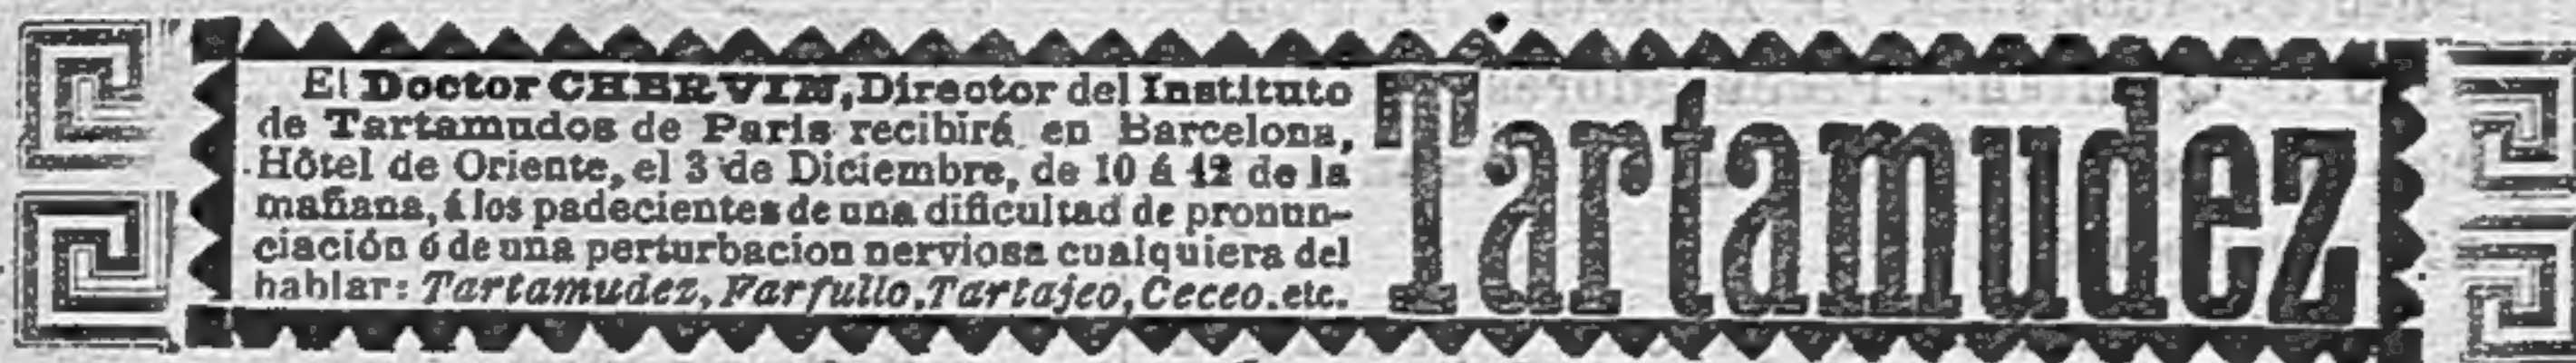 El Doctor CHERVIN, Director del Instituto
de Tartamudos de Paris recibirá en Barcelona,
Hôtel de Oriente, el 3 de Diciembre, de 10 á 12 de la
mañana, á los padecientes de una dificultad de pronun-
ciación ó de una perturbacion nerviosa cualquiera del
hablar: Tartamudez, Farfullo, Tartajeo, Ceceo. etc.
Tartamudez